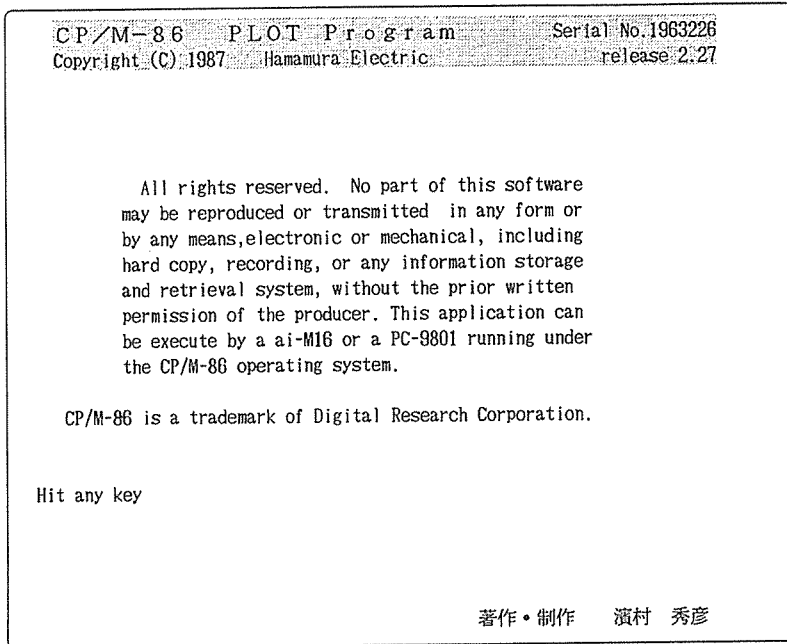 CP/M-86 PLOT Program Serial No.1963226
Copyright (C) 1987 Hamamura Electric release 2.27
All rights reserved. No part of this software
may be reproduced or transmitted in any form or
by any means,electronic or mechanical, including
hard copy, recording, or any information storage
and retrieval system, without the prior written
permission of the producer. This application can
be execute by a ai-M16 or a PC-9801 running under
the CP/M-86 operating system.
CP/M-86 is a trademark of Digital Research Corporation.
Hit any key
著作・制作 濱村 秀彦